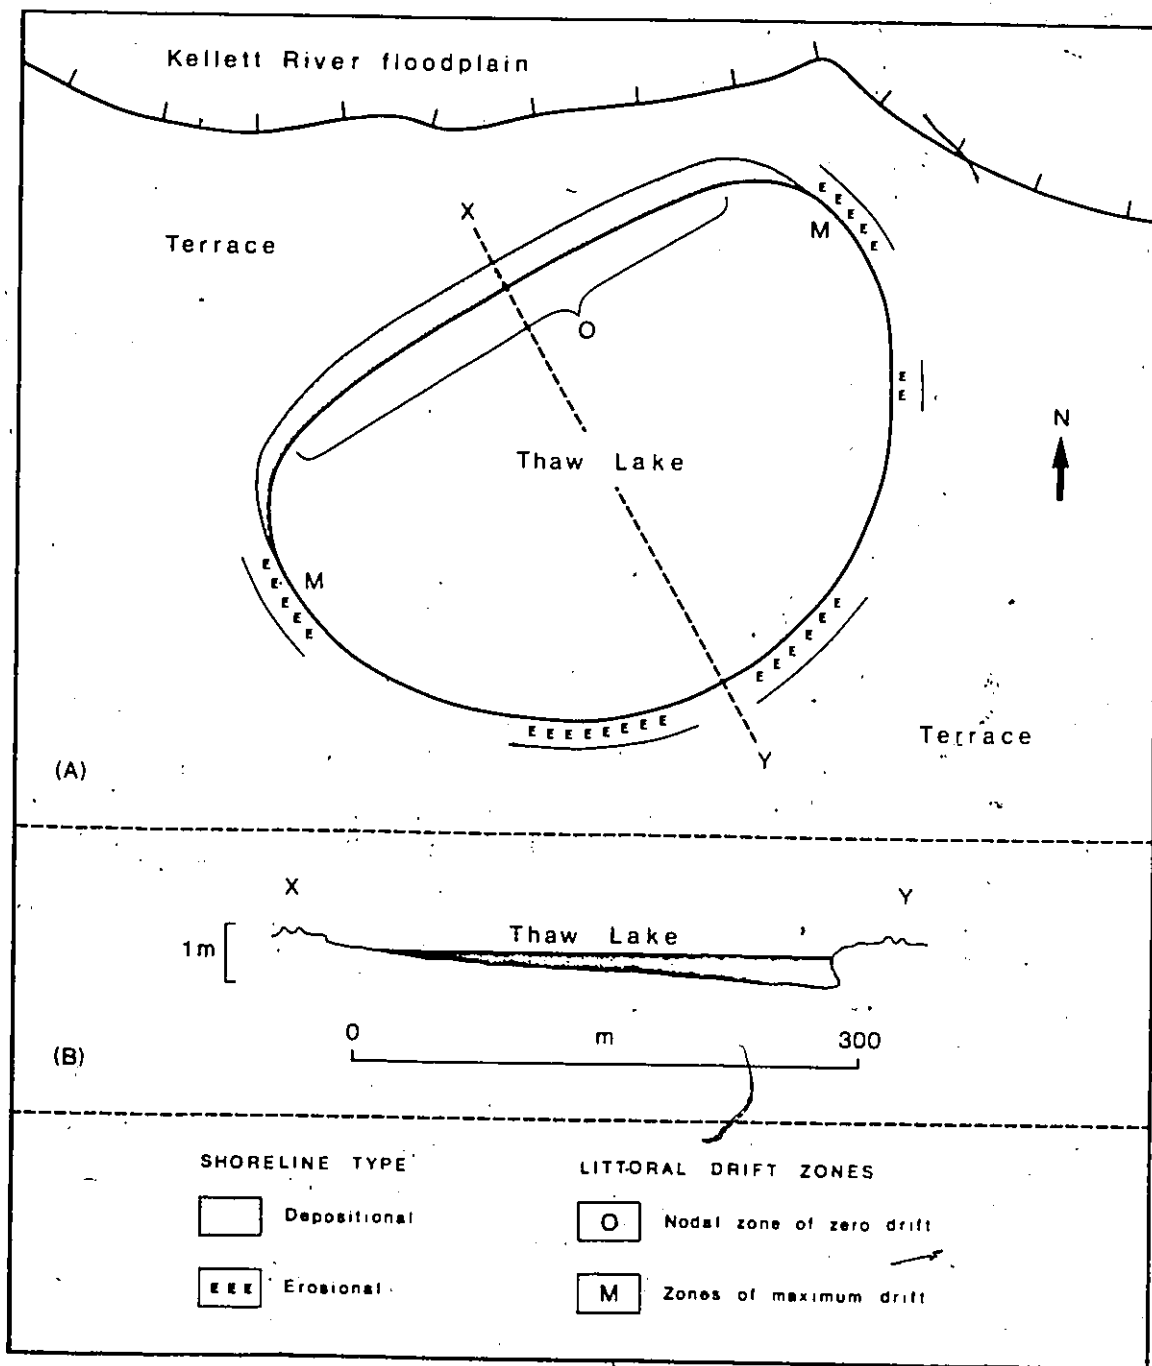 Kellett River floodplain
X
Terrace
M
O
Thaw Lake
N
M
E E E E E
E E
E E E E E
E E E E E E
E E E E E E E
Terrace
Y
(A)
X
Y
1m
Thaw Lake
0 m 300
(B)
SHORELINE TYPE
LITTORAL DRIFT ZONES
Depositional
O Nodal zone of zero drift
E E E Erosional
M Zones of maximum drift